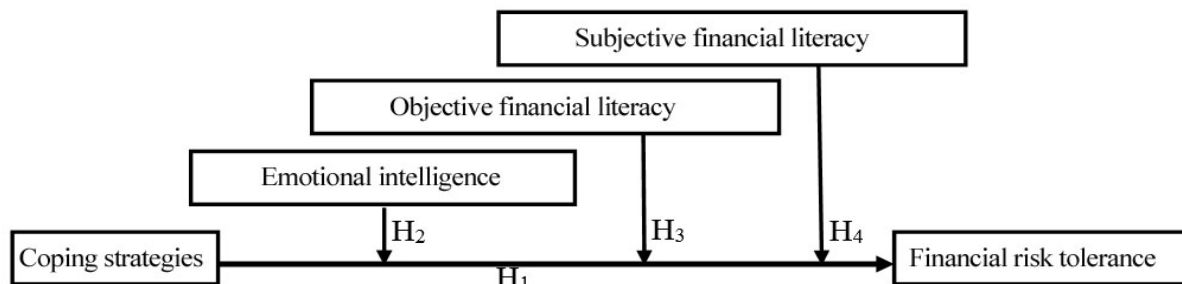 Subjective financial literacy
Objective financial literacy
Emotional intelligence
H₂
H₃
H₄
Coping strategies
Financial risk tolerance
H₁